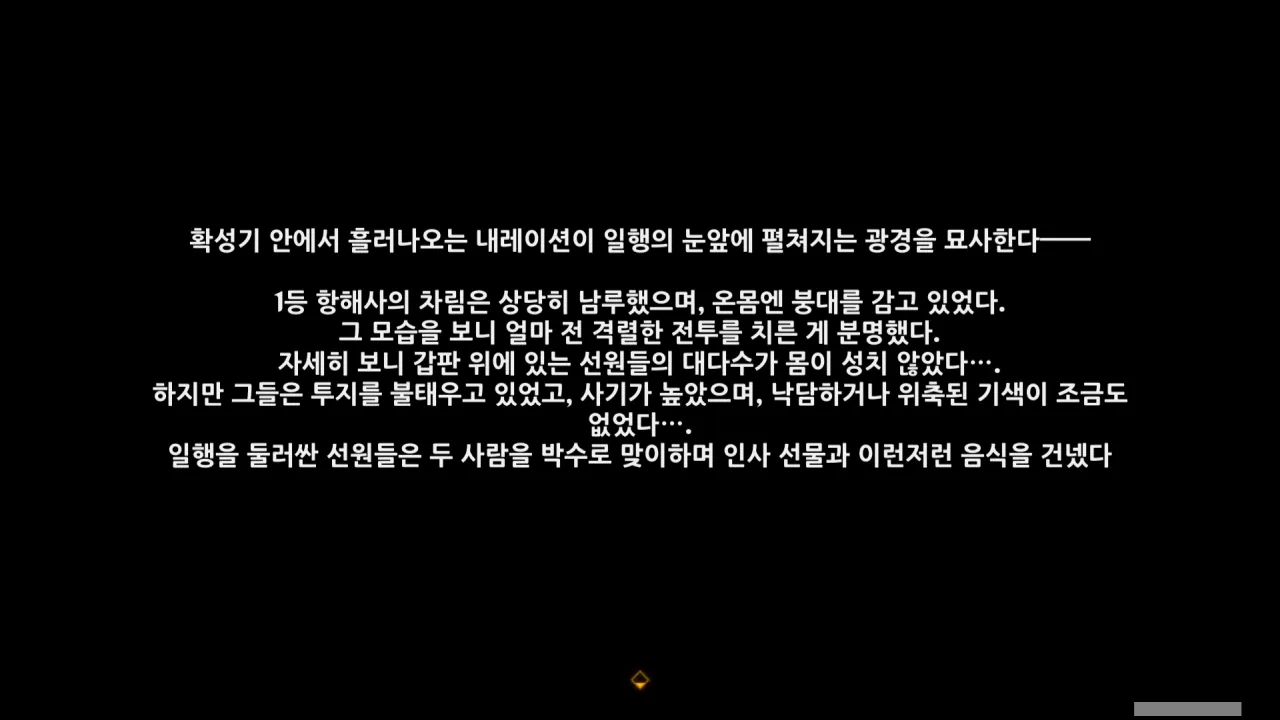 확성기 안에서 흘러나오는 내레이션이 일행의 눈앞에 펼쳐지는 광경을 묘사한다──
1등 항해사의 차림은 상당히 남루했으며, 온몸엔 붕대를 감고 있었다.
그 모습을 보니 얼마 전 격렬한 전투를 치른 게 분명했다.
자세히 보니 갑판 위에 있는 선원들의 대다수가 몸이 성치 않았다….
하지만 그들은 투지를 불태우고 있었고, 사기가 높았으며, 낙담하거나 위축된 기색이 조금도
없었다….
일행을 둘러싼 선원들은 두 사람을 박수로 맞이하며 인사 선물과 이런저런 음식을 건넸다